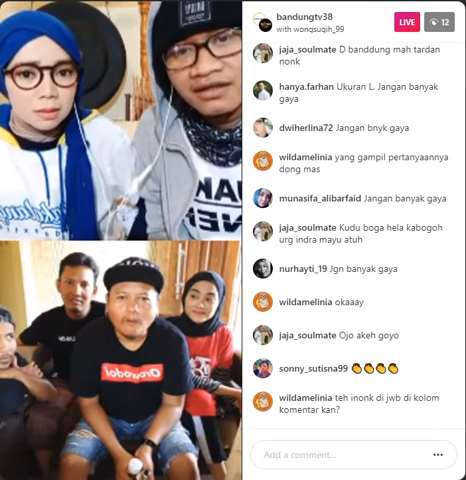 bandungtv38
with wongsugih_99
LIVE
12
jaja_soulmate D banddung mah tardan
nonk
hanya.farhan Ukuran L. Jangan banyak
gaya
dwiherlina72 Jangan bnyk gaya
wildamelinia yang gampil pertanyaannya
dong mas
munasifa_alibarfaid Jangan banyak gaya
jaja_soulmate Kudu boga hela kabogoh
urg indra mayu atuh
nurhayti_19 Jgn banyak gaya
wildamelinia okaaay
jaja_soulmate Ojo akeh goyo
sonny_sutisna99 👏👏👏👏
wildamelinia teh inonk di jwb di kolom
komentar kan?
Add a comment...